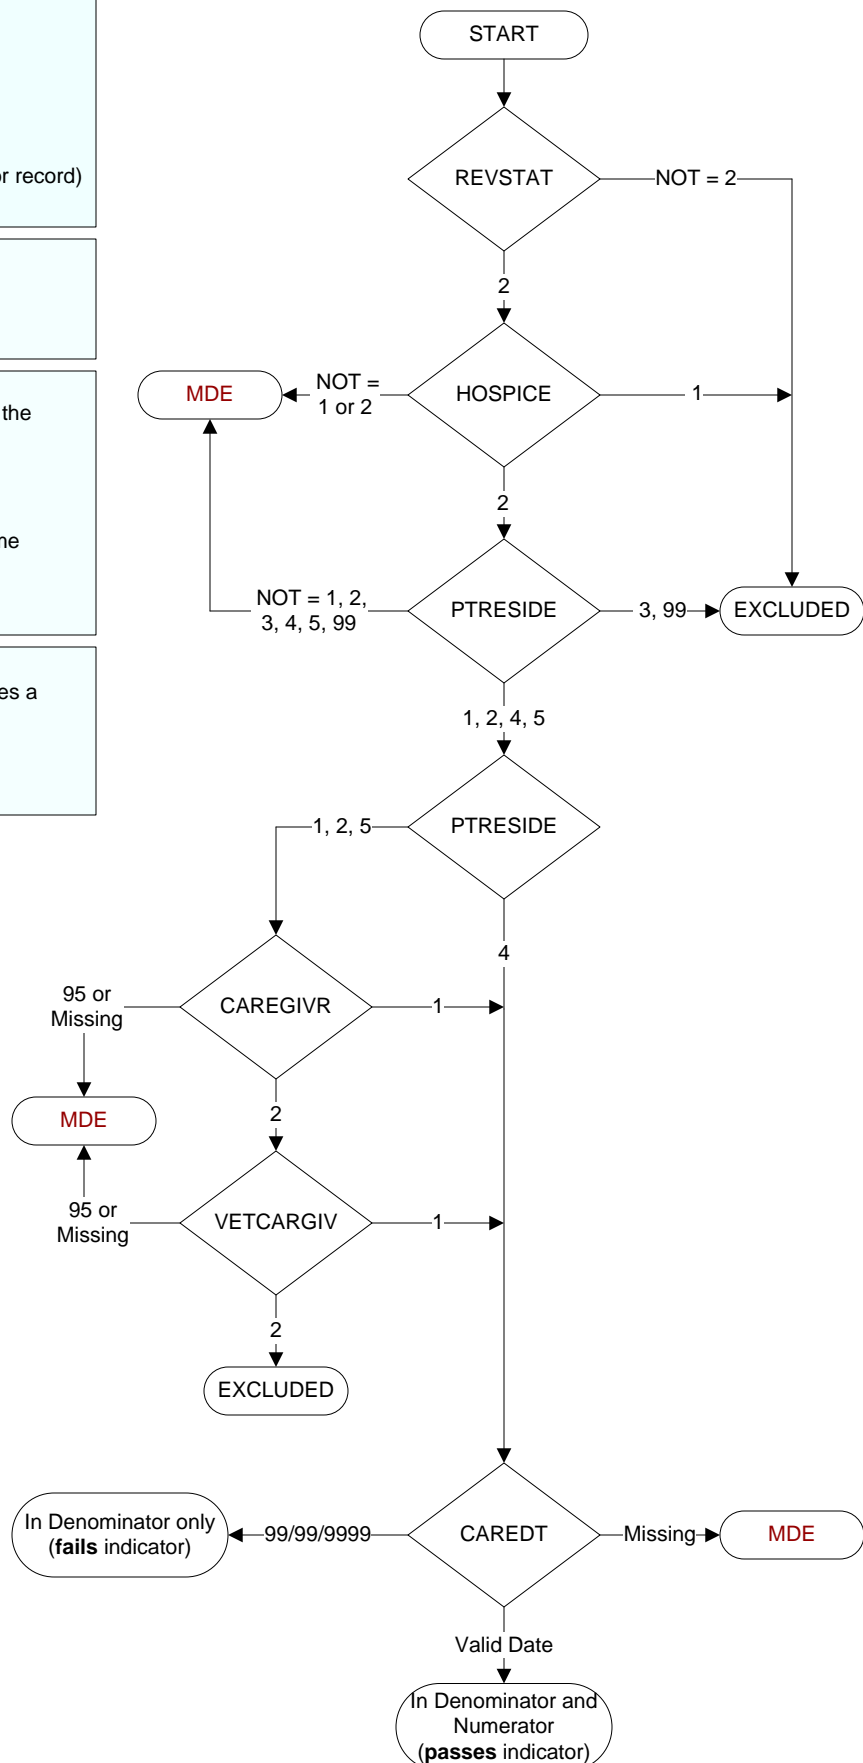 START
or record)
REVSTAT
NOT = 2
2
the
MDE
NOT =
1 or 2
HOSPICE
1
2
me
NOT = 1, 2,
3, 4, 5, 99
PTRESIDE
3, 99
EXCLUDED
es a
1, 2, 4, 5
1, 2, 5
PTRESIDE
4
95 or
Missing
CAREGIVR
1
MDE
2
95 or
Missing
VETCARGIV
1
2
EXCLUDED
In Denominator only
(fails indicator)
99/99/9999
CAREDT
Missing
MDE
Valid Date
In Denominator and
Numerator
(passes indicator)